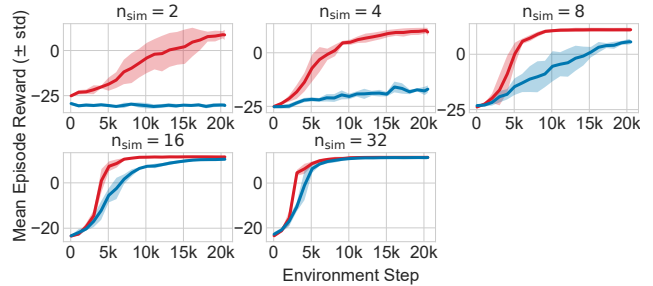 n_sim = 2
n_sim = 4
n_sim = 8
0
−25
0
−25
0
−25
0 5k 10k 15k 20k
0 5k 10k 15k 20k
0 5k 10k 15k 20k
n_sim = 16
n_sim = 32
0
−20
0
−20
0 5k 10k 15k 20k
0 5k 10k 15k 20k
Mean Episode Reward (± std)
Environment Step